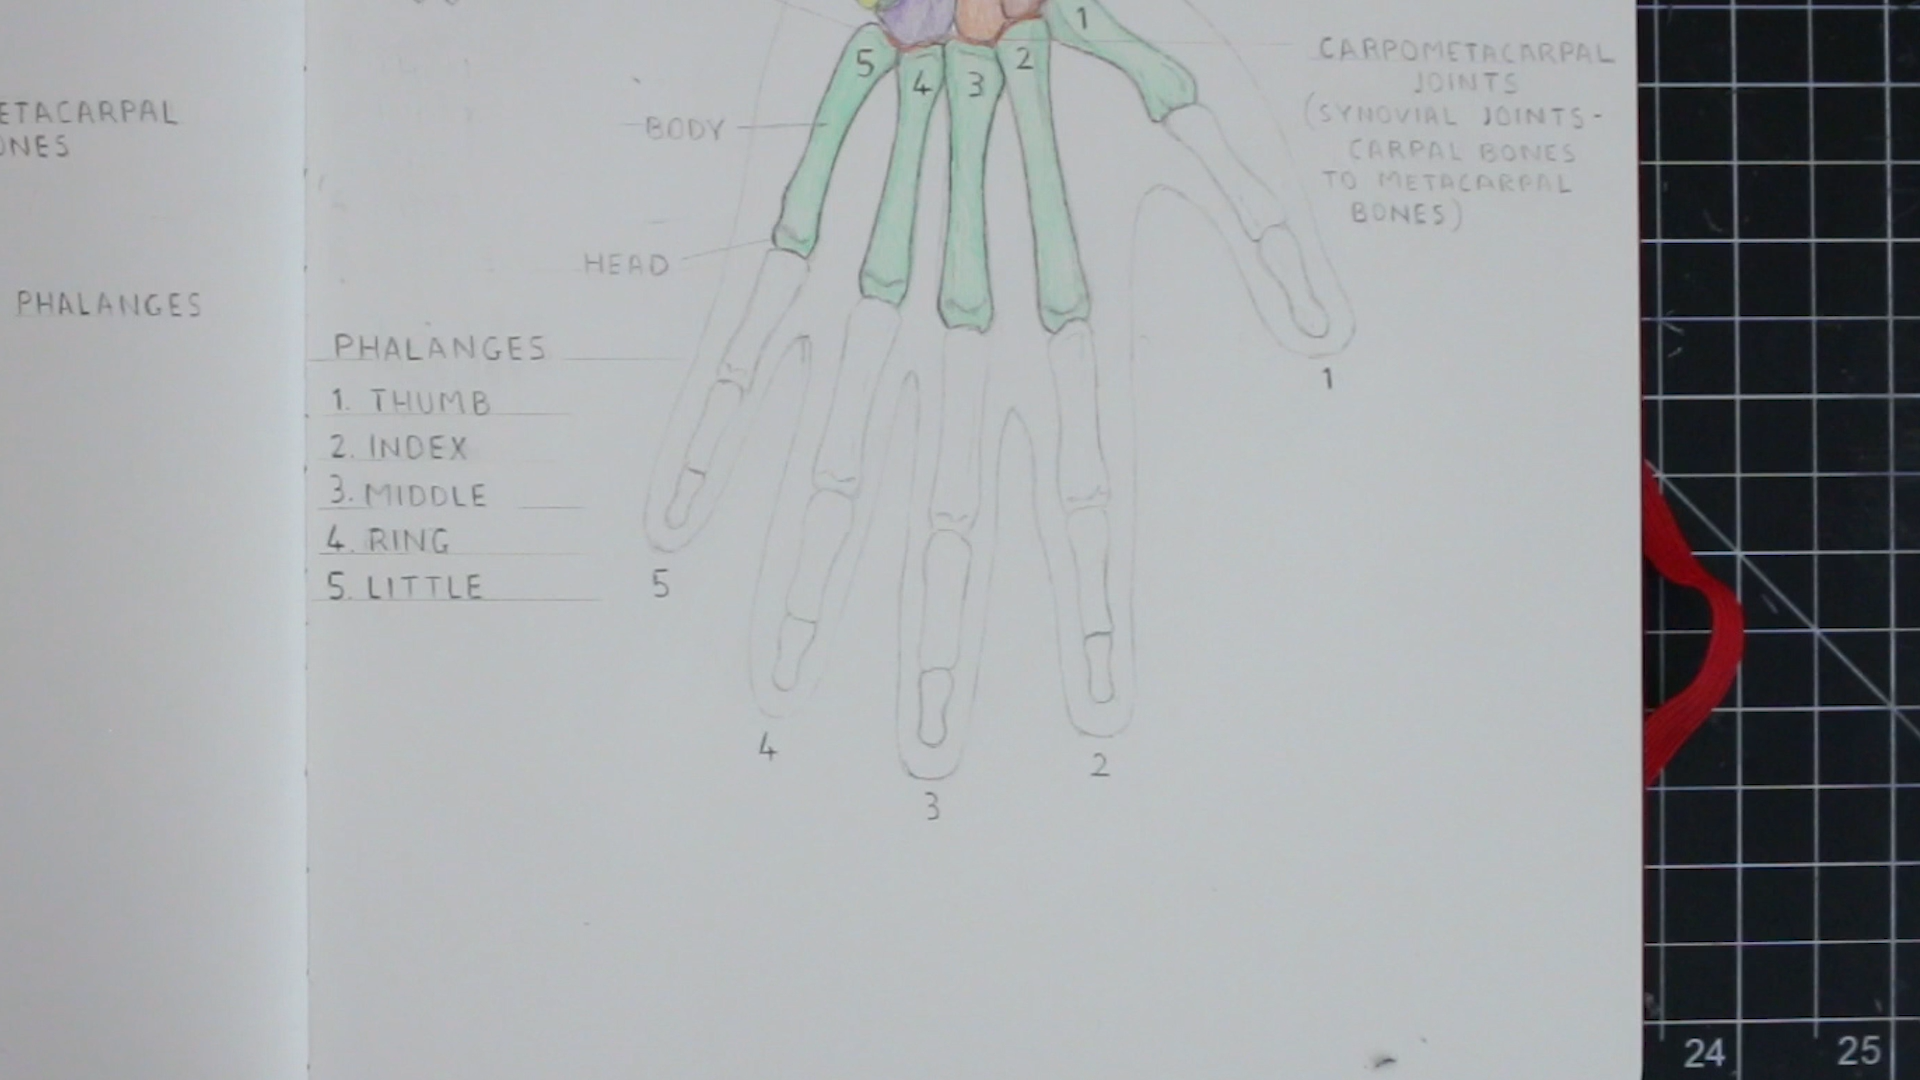 ETACARPAL
ONES
PHALANGES
PHALANGES
1. THUMB
2. INDEX
3. MIDDLE
4. RING
5. LITTLE
BODY
HEAD
5
4
3
2
1
CARPOMETACARPAL
JOINTS
(SYNOVIAL JOINTS-
CARPAL BONES
TO METACARPAL
BONES)
1
5
4
2
3
24 25